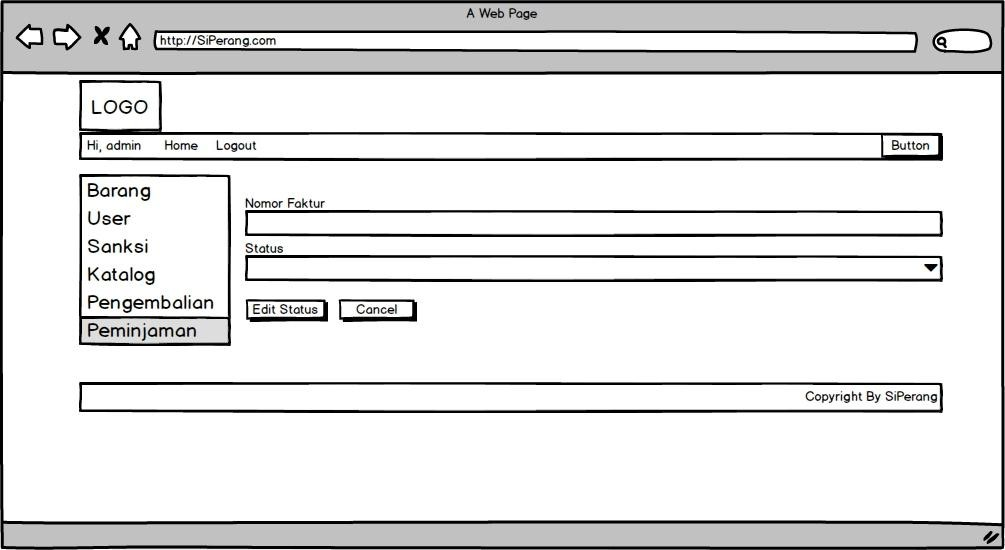 A Web Page
http://SiPerang.com
LOGO
Hi, admin Home Logout Button
Barang
User
Sanksi
Katalog
Pengembalian
Peminjaman
Nomor Faktur
Status
Edit Status Cancel
Copyright By SiPerang